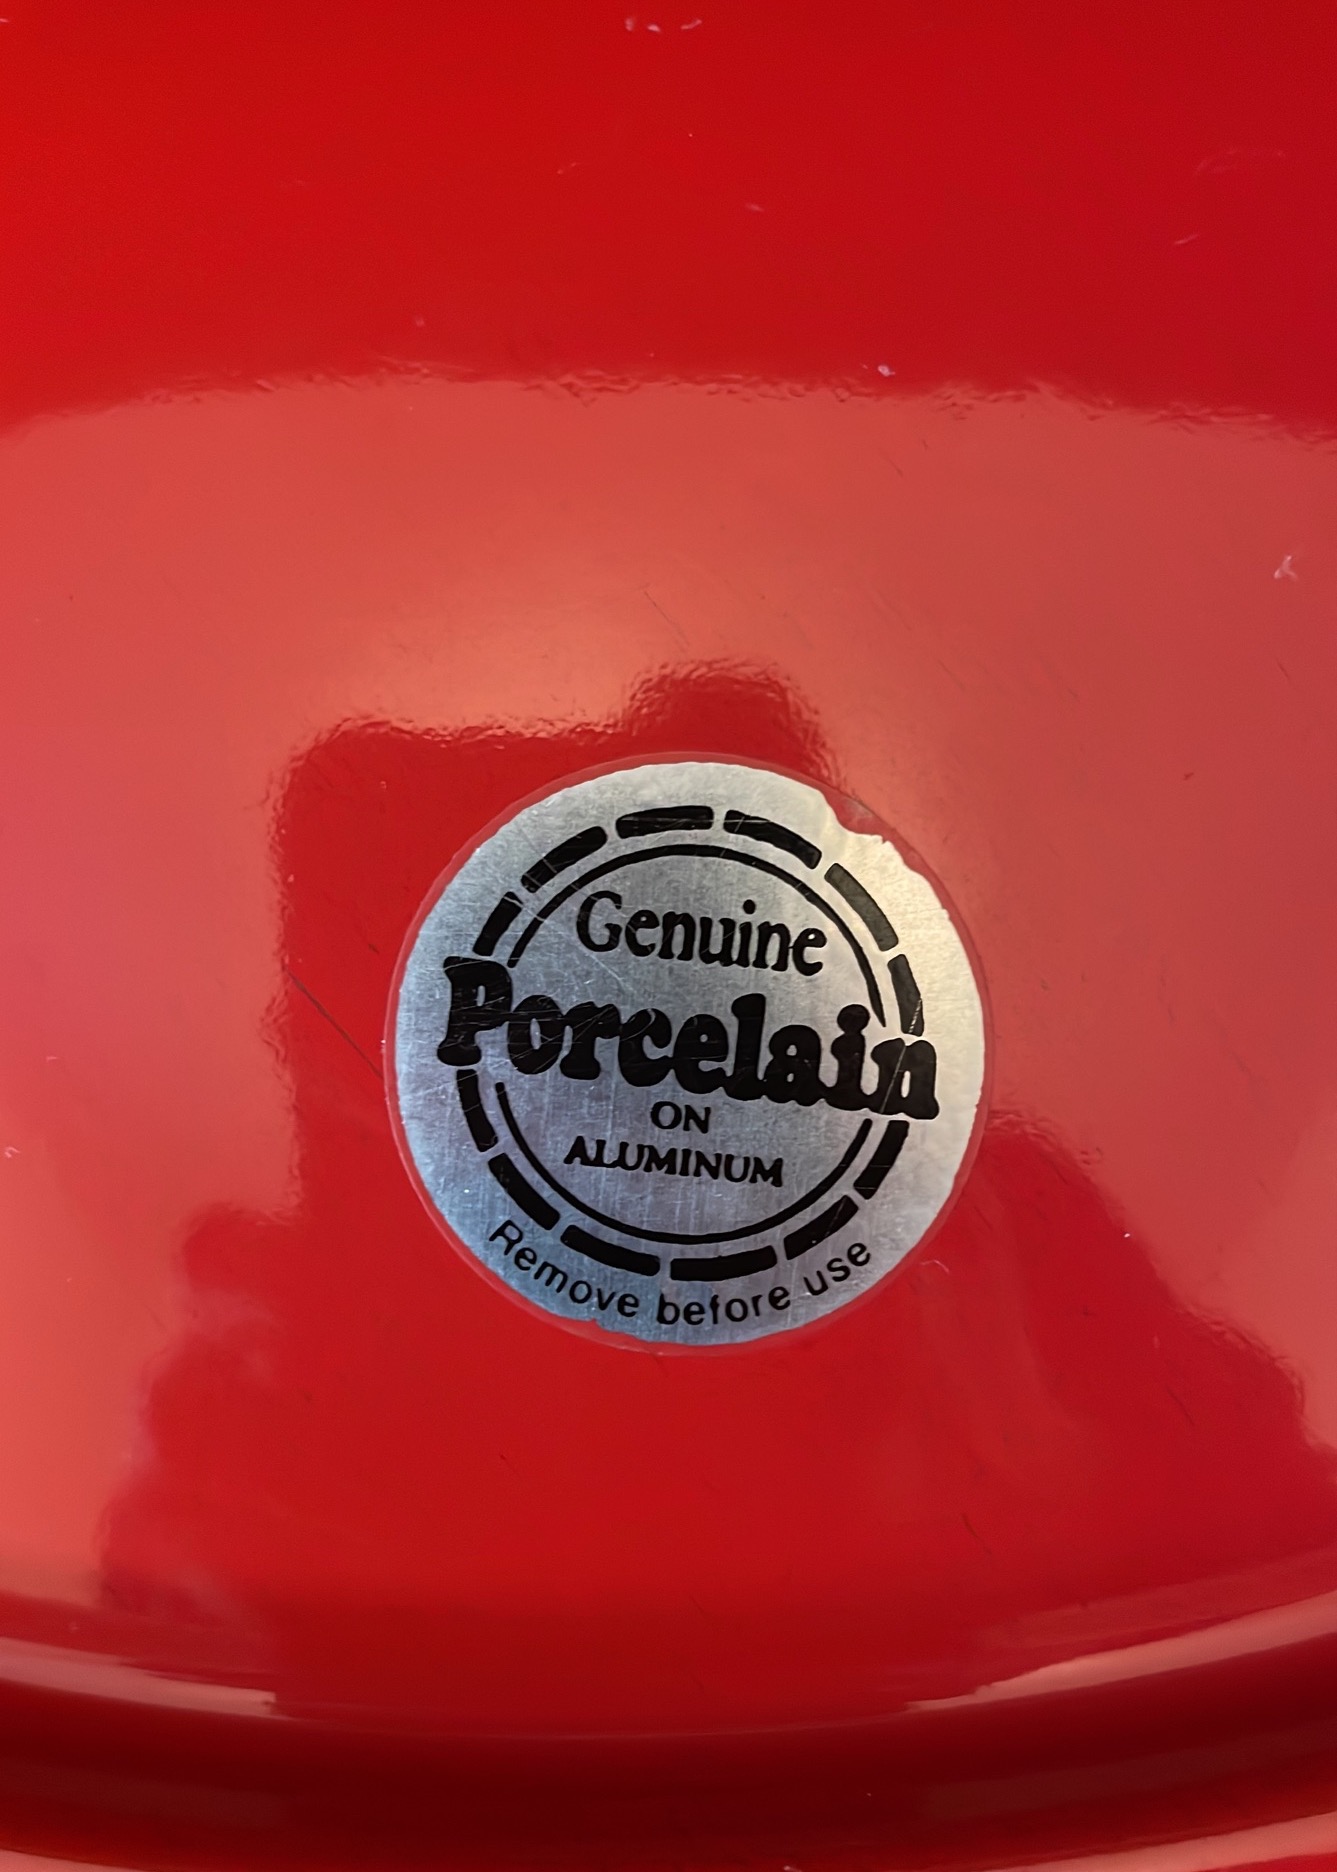 Genuine
Porcelain
ON
ALUMINUM
Remove before use